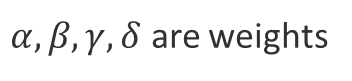 α, β, γ, δ are weights